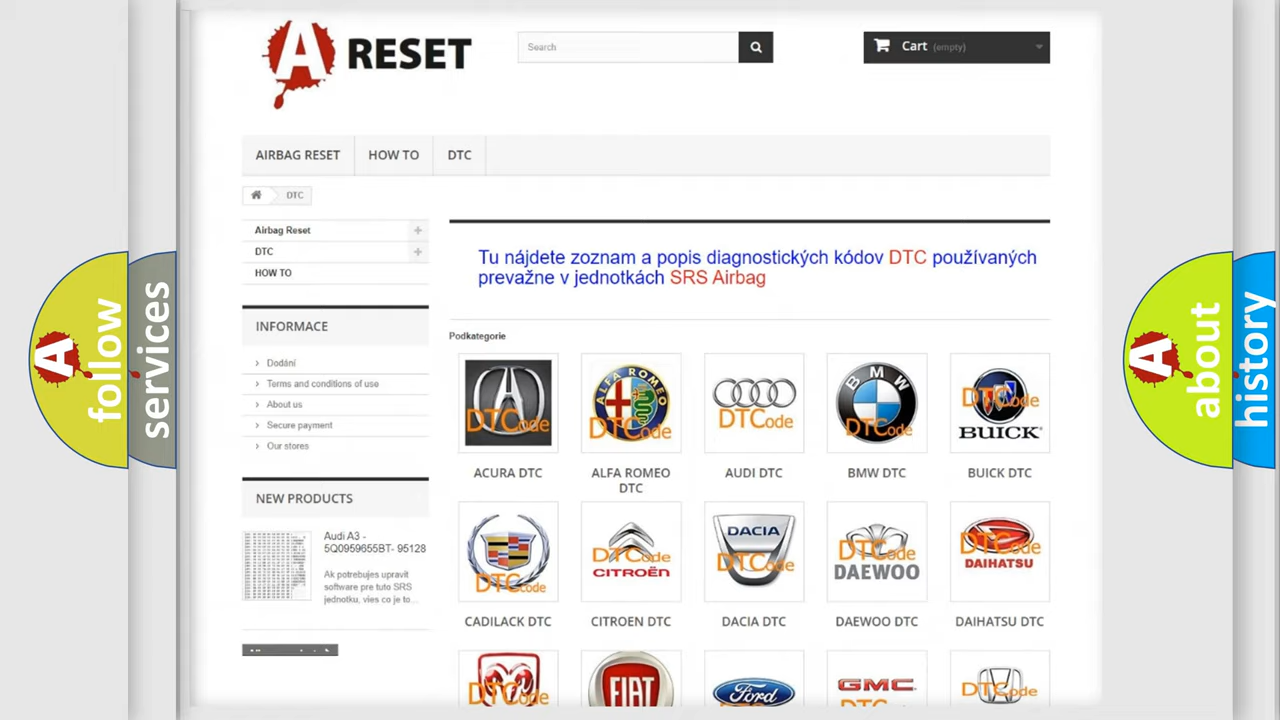 A RESET
Search
Cart (empty)
AIRBAG RESET
HOW TO
DTC
DTC
Airbag Reset
DTC
HOW TO
INFORMACE
Dodání
Terms and conditions of use
About us
Secure payment
Our stores
NEW PRODUCTS
Audi A3 -
5Q0959655BT- 95128
Ak potrebujes upravit
software pre tuto SRS
jednotku, vies co je to...
Tu nájdete zoznam a popis diagnostických kódov DTC používaných
prevažne v jednotkách SRS Airbag
Podkategorie
DTCode
ALFA ROMEO
DTCode
DTCode
BMW
DTCode
DTCode
BUICK
ACURA DTC
ALFA ROMEO
DTC
AUDI DTC
BMW DTC
BUICK DTC
DTCode
DTCode
CITROËN
DACIA
DTCode
DTCode
DAEWOO
DTCode
DAIHATSU
CADILACK DTC
CITROEN DTC
DACIA DTC
DAEWOO DTC
DAIHATSU DTC
DTCode
FIAT
Ford
GMC
DTCode
A follow
services
A about
history